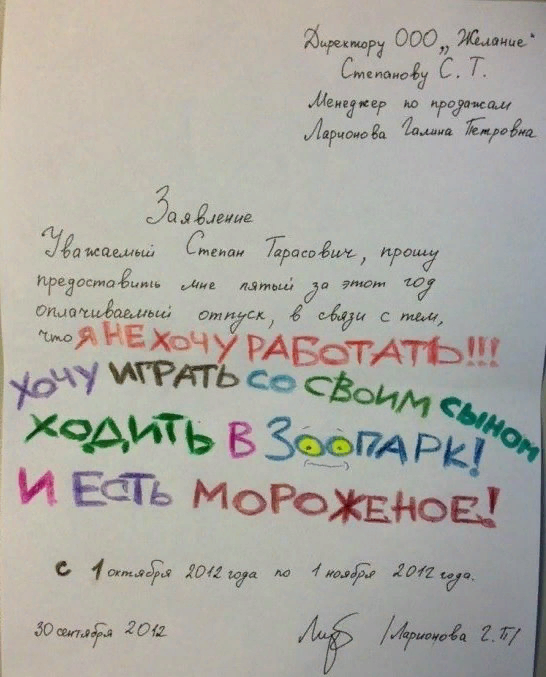 Директору ООО „Желание"
Степанову С. Т.
Менеджер по продажам
Ларионова Галина Петровна
Заявление
Уважаемый Степан Тарасович, прошу
предоставить мне пятый за этот год
оплачиваемый отпуск, в связи с тем,
что Я НЕ ХОЧУ РАБОТАТЬ!!!
ХОЧУ ИГРАТЬ СО СВОИМ СЫНОМ
ХОДИТЬ В ЗООПАРК!
И ЕСТЬ МОРОЖЕНОЕ!
с 1 октября 2012 года по 1 ноября 2012 года.
30 сентября 2012
/Ларионова Г. П/